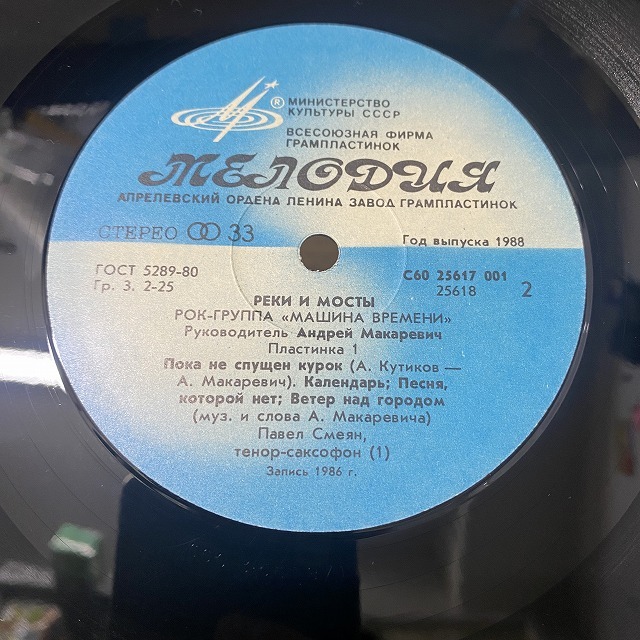 ®
МИНИСТЕРСТВО
КУЛЬТУРЫ СССР
ВСЕСОЮЗНАЯ ФИРМА
ГРАМПЛАСТИНОК
МЕЛОДИЯ
АПРЕЛЕВСКИЙ ОРДЕНА ЛЕНИНА ЗАВОД ГРАМПЛАСТИНОК
СТЕРЕО 33
Год выпуска 1988
ГОСТ 5289-80
Гр. 3. 2-25
С60 25617 001
25618
2
РЕКИ И МОСТЫ
РОК-ГРУППА «МАШИНА ВРЕМЕНИ»
Руководитель Андрей Макаревич
Пластинка 1
Пока не спущен курок (А. Кутиков —
А. Макаревич). Календарь; Песня,
которой нет; Ветер над городом
(муз. и слова А. Макаревича)
Павел Смеян,
тенор-саксофон (1)
Запись 1986 г.